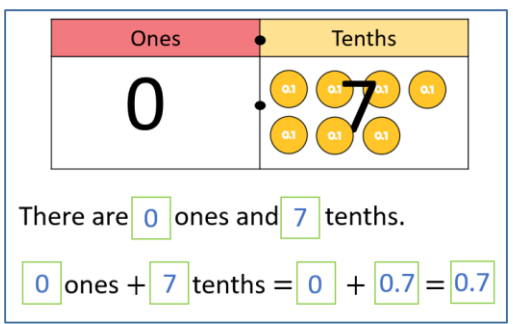 Ones Tenths
0 7
0.1 0.1 0.1 0.1
0.1 0.1 0.1
There are 0 ones and 7 tenths.
0 ones + 7 tenths = 0 + 0.7 = 0.7